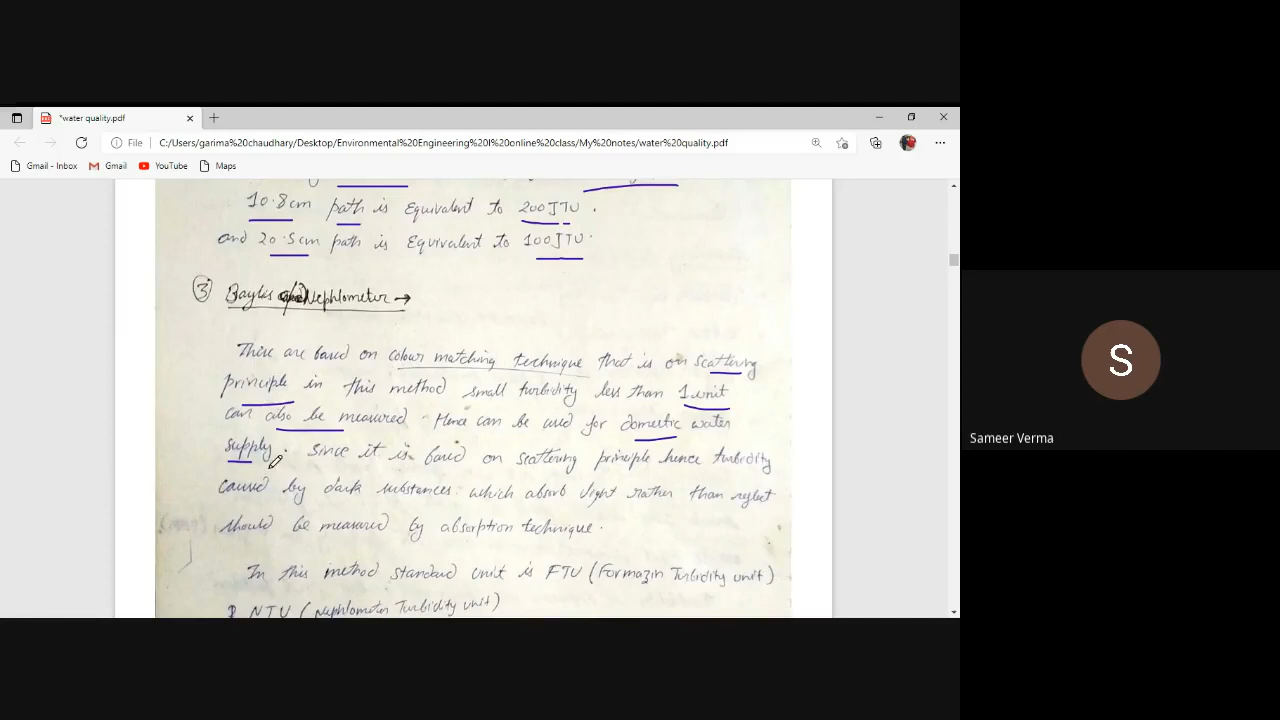 *water quality.pdf
File
C:/Users/garima%20chaudhary/Desktop/Environmental%20Engineering%20I%20online%20class/My%20notes/water%20quality.pdf
Gmail - Inbox Gmail YouTube Maps
10.8cm path is Equivalent to 200JTU.
and 20.5cm path is Equivalent to 100JTU.
③ Baylis Nephlometer →
There are based on colour matching technique that is on scattering
principle in this method small turbidity less than 1 unit
can also be measured. Hence can be used for domestic water
supply. Since it is based on scattering principle hence turbidity
caused by dark substances which absorb light rather than reflect
should be measured by absorption technique.
In this method standard unit is FTU (Formazin Turbidity unit)
NTU (Nephlometer Turbidity unit)
S
Sameer Verma